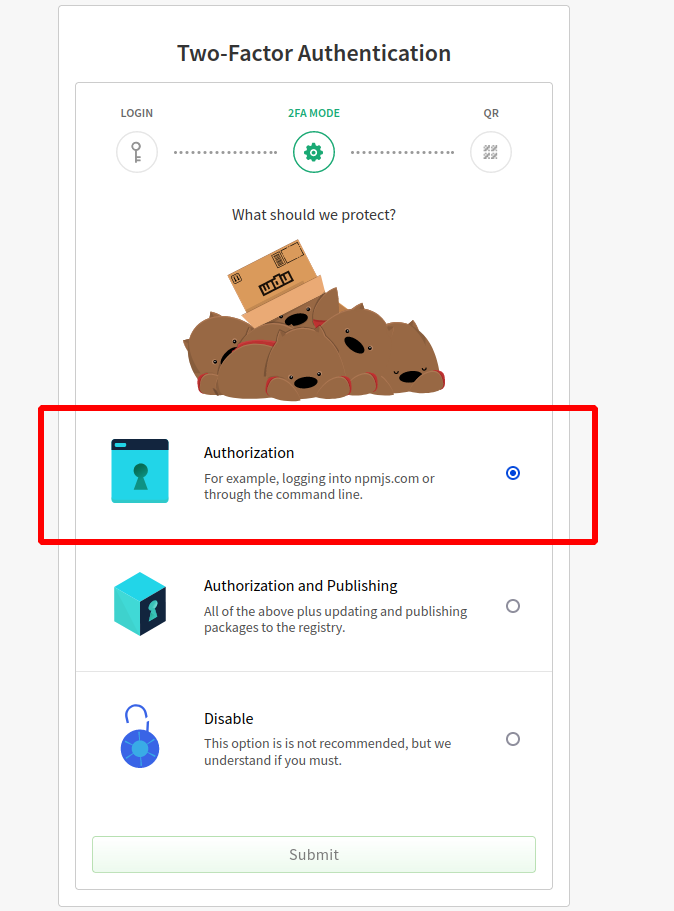 Two-Factor Authentication
LOGIN
2FA MODE
QR
What should we protect?
Authorization
For example, logging into npmjs.com or
through the command line.
Authorization and Publishing
All of the above plus updating and publishing
packages to the registry.
Disable
This option is is not recommended, but we
understand if you must.
Submit